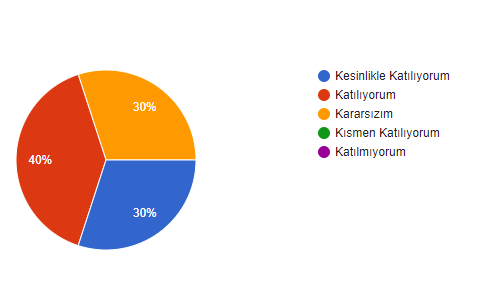 30%
40%
30%
Kesinlikle Katılıyorum
Katılıyorum
Kararsızım
Kısmen Katılıyorum
Katılmıyorum